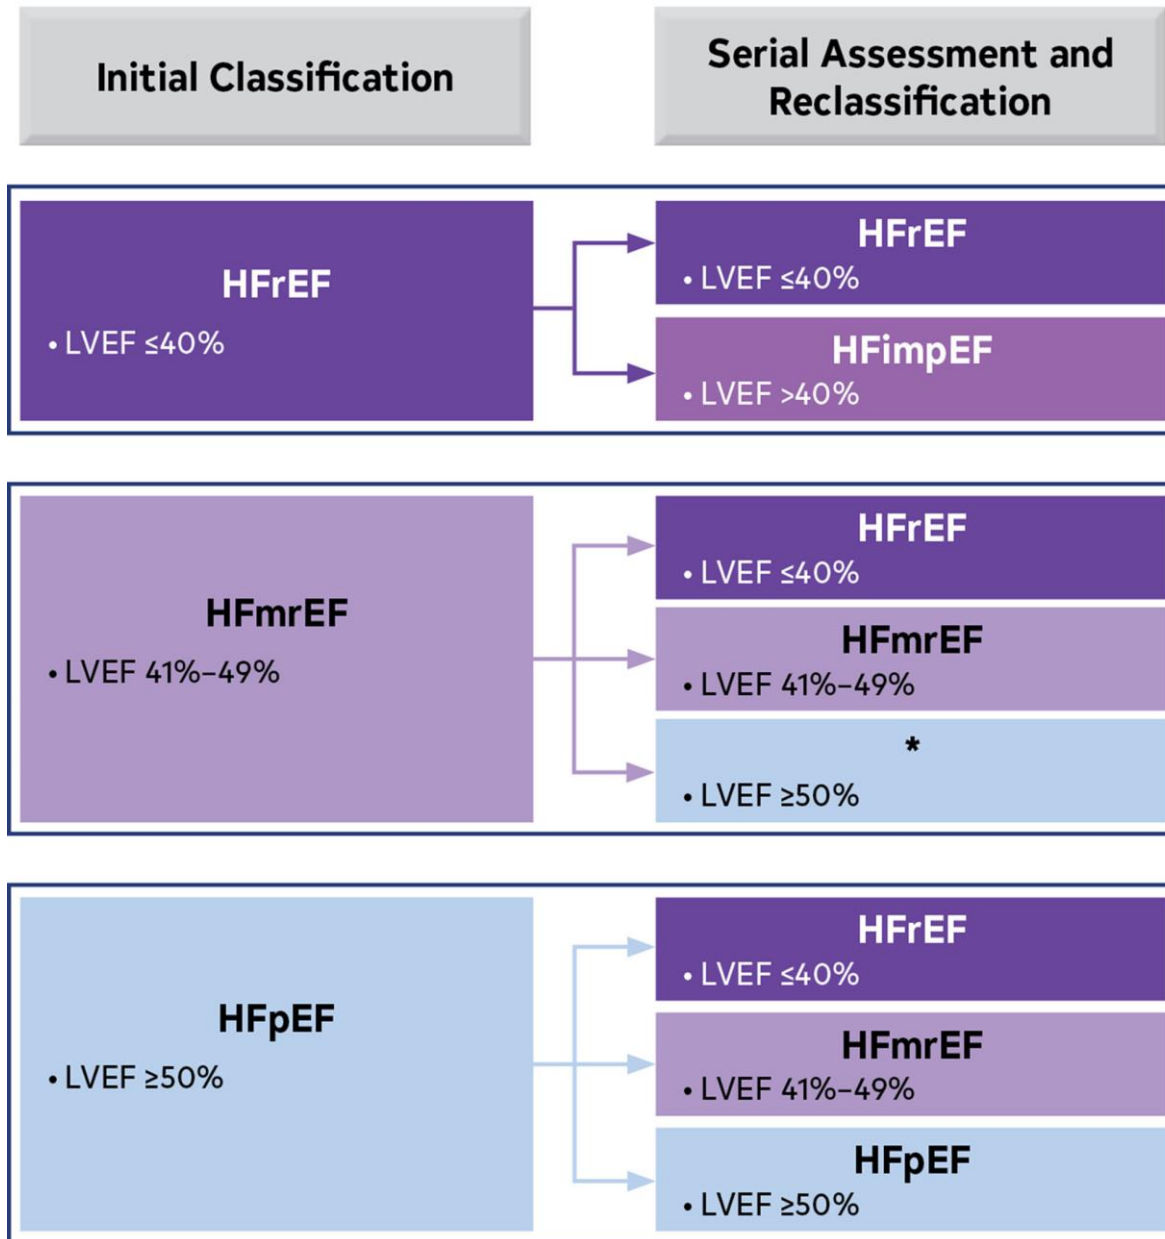 Initial Classification
Serial Assessment and
Reclassification
HFrEF
• LVEF ≤40%
HFrEF
• LVEF ≤40%
HFimpEF
• LVEF >40%
HFmrEF
• LVEF 41%–49%
HFrEF
• LVEF ≤40%
HFmrEF
• LVEF 41%–49%
*
• LVEF ≥50%
HFpEF
• LVEF ≥50%
HFrEF
• LVEF ≤40%
HFmrEF
• LVEF 41%–49%
HFpEF
• LVEF ≥50%